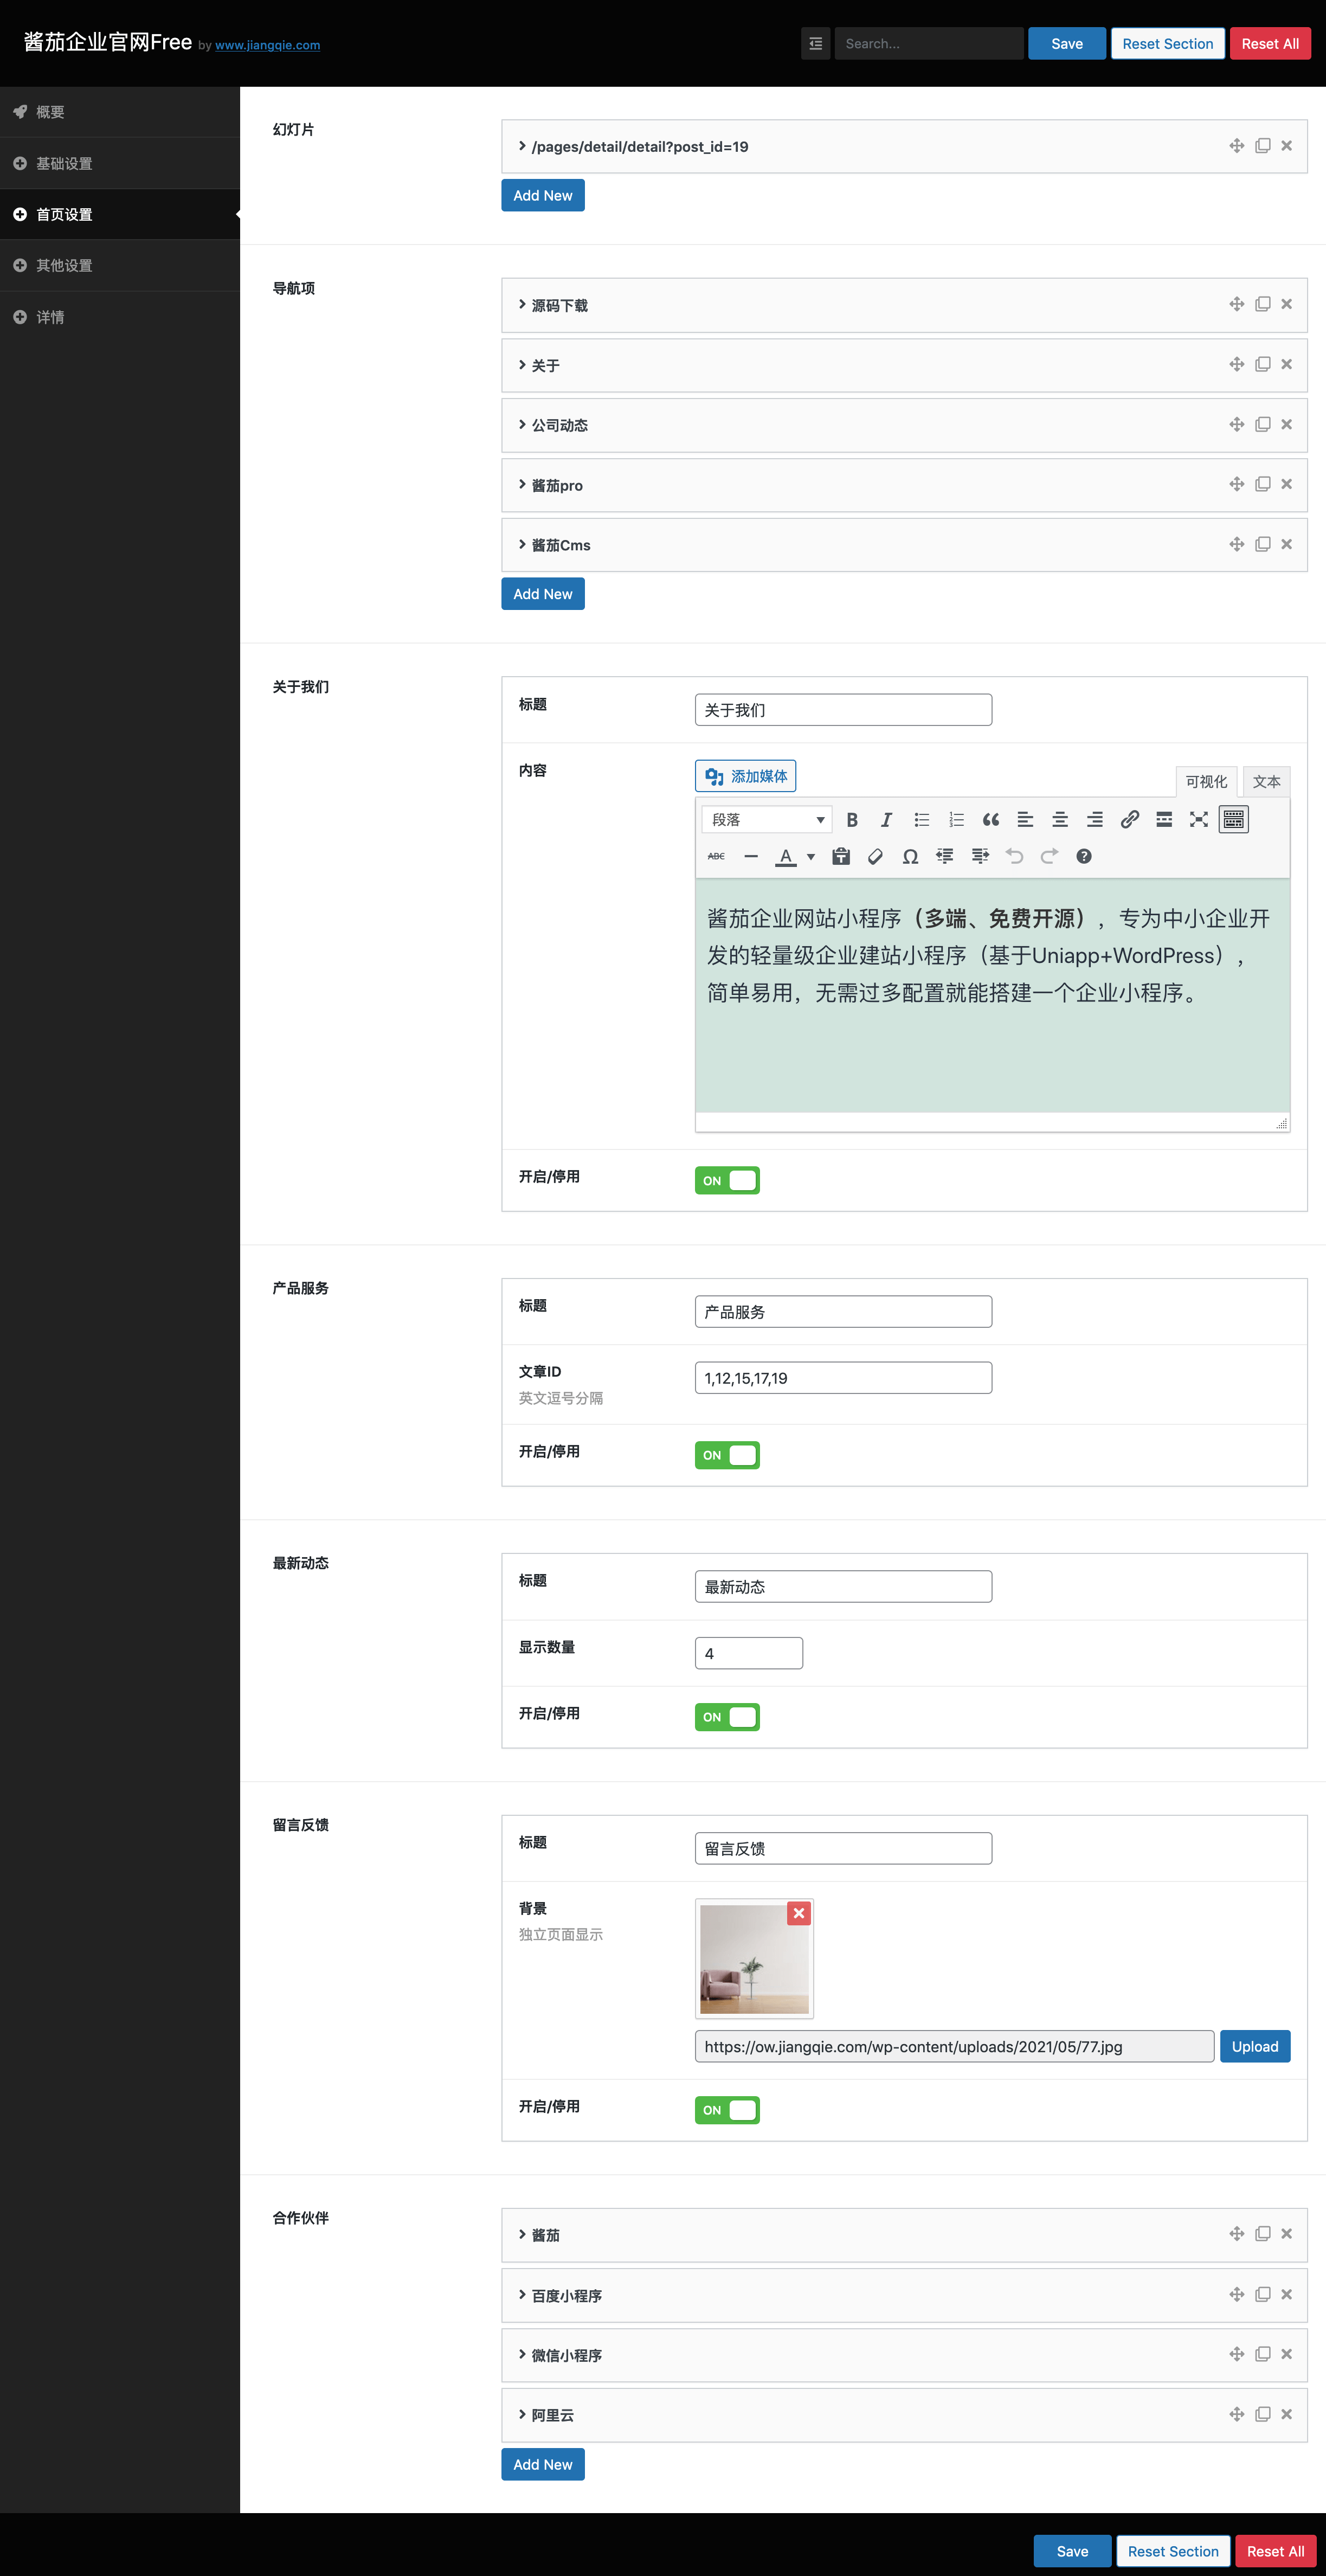 酱茄企业官网Free by www.jiangqie.com
Search...
Save
Reset Section
Reset All
概要
基础设置
首页设置
其他设置
详情
幻灯片
/pages/detail/detail?post_id=19
Add New
导航项
源码下载
关于
公司动态
酱茄pro
酱茄Cms
Add New
关于我们
标题
关于我们
内容
添加媒体
可视化
文本
段落
ABC
酱茄企业网站小程序（多端、免费开源），专为中小企业开
发的轻量级企业建站小程序（基于Uniapp+WordPress），
简单易用，无需过多配置就能搭建一个企业小程序。
开启/停用
ON
产品服务
标题
产品服务
文章ID
英文逗号分隔
1,12,15,17,19
开启/停用
ON
最新动态
标题
最新动态
显示数量
4
开启/停用
ON
留言反馈
标题
留言反馈
背景
独立页面显示
https://ow.jiangqie.com/wp-content/uploads/2021/05/77.jpg
Upload
开启/停用
ON
合作伙伴
酱茄
百度小程序
微信小程序
阿里云
Add New
Save
Reset Section
Reset All